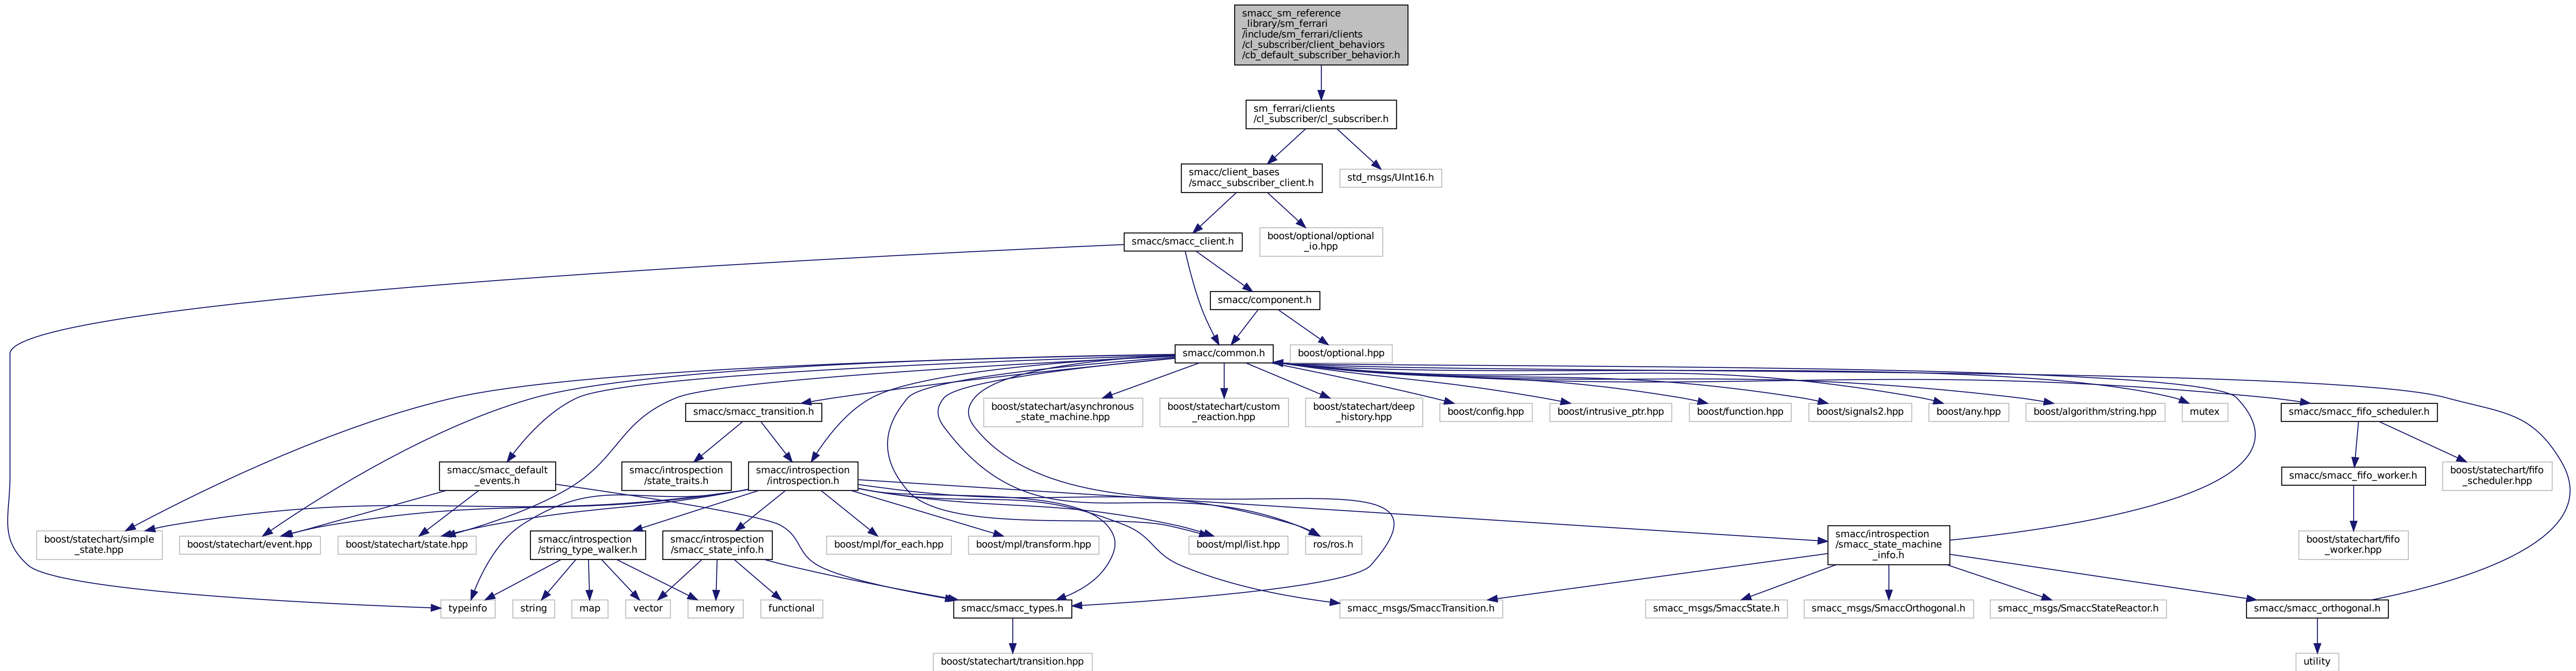 smacc_sm_reference
_library/sm_ferrari
/include/sm_ferrari/clients
/cl_subscriber/client_behaviors
/cb_default_subscriber_behavior.h
sm_ferrari/clients
/cl_subscriber/cl_subscriber.h
smacc/client_bases
/smacc_subscriber_client.h
std_msgs/UInt16.h
smacc/smacc_client.h
boost/optional/optional
_io.hpp
smacc/component.h
smacc/common.h
boost/optional.hpp
smacc/smacc_transition.h
boost/statechart/asynchronous
_state_machine.hpp
boost/statechart/custom
_reaction.hpp
boost/statechart/deep
_history.hpp
boost/config.hpp
boost/intrusive_ptr.hpp
boost/function.hpp
boost/signals2.hpp
boost/any.hpp
boost/algorithm/string.hpp
mutex
smacc/smacc_fifo_scheduler.h
smacc/smacc_default
_events.h
smacc/introspection
/state_traits.h
smacc/introspection
/introspection.h
smacc/smacc_fifo_worker.h
boost/statechart/fifo
_scheduler.hpp
boost/statechart/simple
_state.hpp
boost/statechart/event.hpp
boost/statechart/state.hpp
smacc/introspection
/string_type_walker.h
smacc/introspection
/smacc_state_info.h
boost/mpl/for_each.hpp
boost/mpl/transform.hpp
boost/mpl/list.hpp
ros/ros.h
smacc/introspection
/smacc_state_machine
_info.h
boost/statechart/fifo
_worker.hpp
typeinfo
string
map
vector
memory
functional
smacc/smacc_types.h
smacc_msgs/SmaccTransition.h
smacc_msgs/SmaccState.h
smacc_msgs/SmaccOrthogonal.h
smacc_msgs/SmaccStateReactor.h
smacc/smacc_orthogonal.h
boost/statechart/transition.hpp
utility